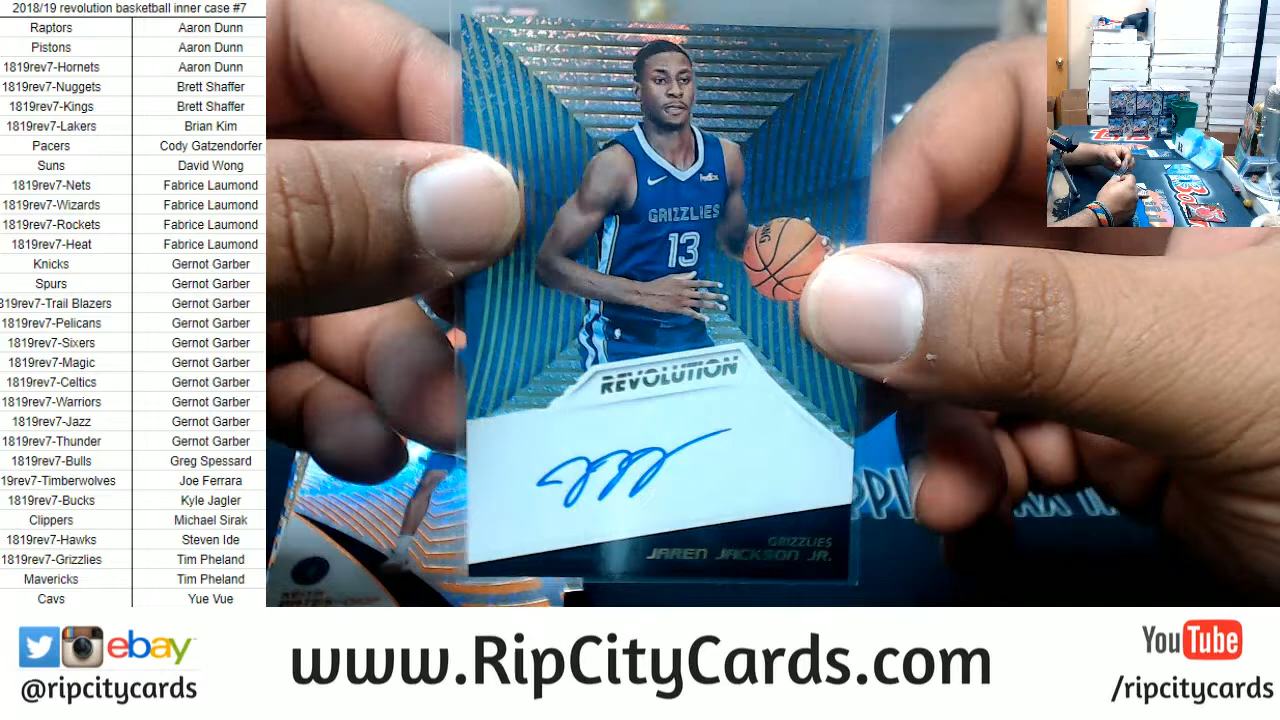 2018/19 revolution basketball inner case #7
Raptors Aaron Dunn
Pistons Aaron Dunn
1819rev7-Hornets Aaron Dunn
1819rev7-Nuggets Brett Shaffer
1819rev7-Kings Brett Shaffer
1819rev7-Lakers Brian Kim
Pacers Cody Gatzendorfer
Suns David Wong
1819rev7-Nets Fabrice Laumond
1819rev7-Wizards Fabrice Laumond
1819rev7-Rockets Fabrice Laumond
1819rev7-Heat Fabrice Laumond
Knicks Gernot Garber
Spurs Gernot Garber
819rev7-Trail Blazers Gernot Garber
1819rev7-Pelicans Gernot Garber
1819rev7-Sixers Gernot Garber
1819rev7-Magic Gernot Garber
1819rev7-Celtics Gernot Garber
1819rev7-Warriors Gernot Garber
1819rev7-Jazz Gernot Garber
1819rev7-Thunder Gernot Garber
1819rev7-Bulls Greg Spessard
19rev7-Timberwolves Joe Ferrara
1819rev7-Bucks Kyle Jagler
Clippers Michael Sirak
1819rev7-Hawks Steven Ide
1819rev7-Grizzlies Tim Pheland
Mavericks Tim Pheland
Cavs Yue Vue
FedEx
GRIZZLIES
13
REVOLUTION
GRIZZLIES
JAREN JACKSON JR.
ebay
@ripcitycards
www.RipCityCards.com
YouTube
/ripcitycards